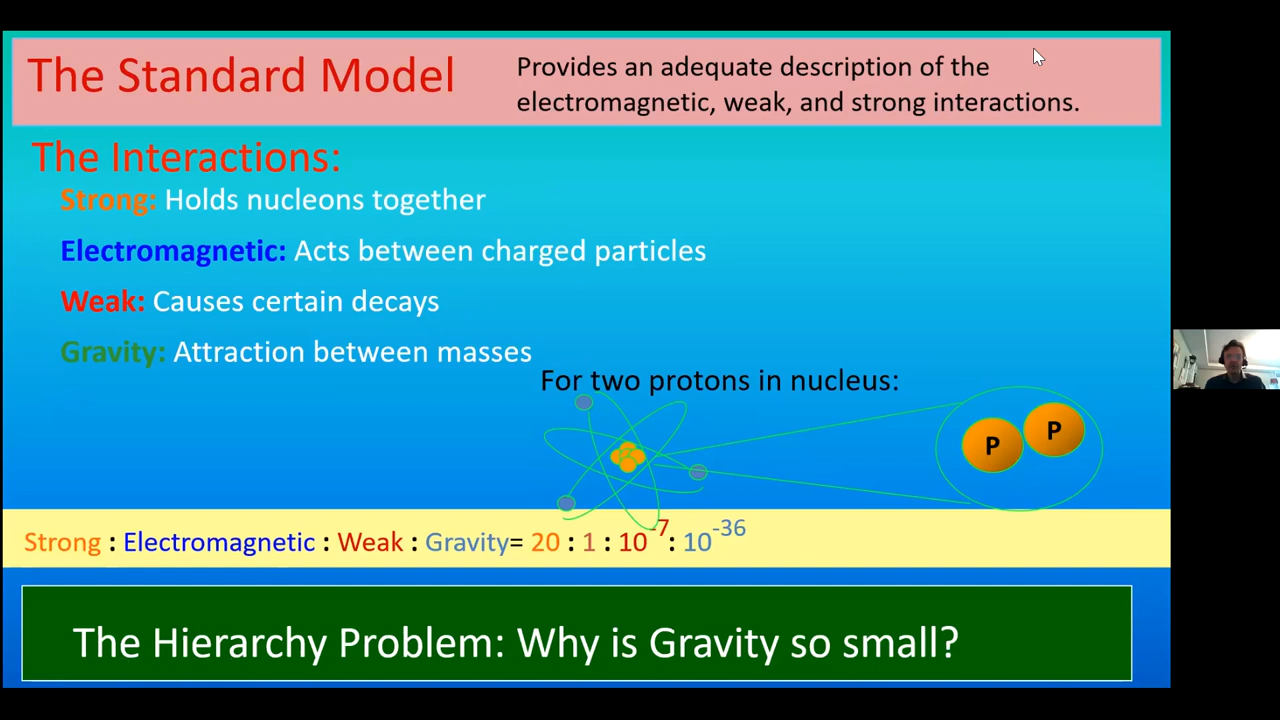 The Standard Model
Provides an adequate description of the
electromagnetic, weak, and strong interactions.
The Interactions:
Strong: Holds nucleons together
Electromagnetic: Acts between charged particles
Weak: Causes certain decays
Gravity: Attraction between masses
For two protons in nucleus:
P P
Strong : Electromagnetic : Weak : Gravity= 20 : 1 : 10^-7 : 10^-36
The Hierarchy Problem: Why is Gravity so small?